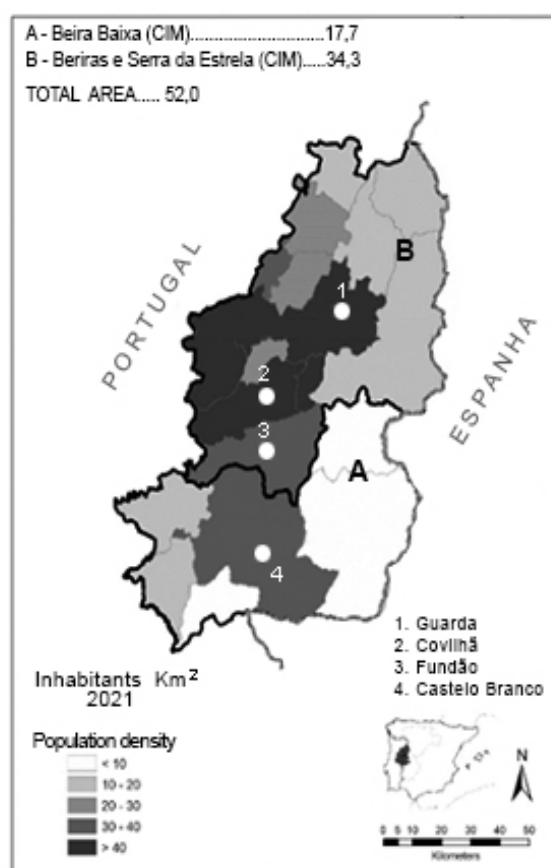 A - Beira Baixa (CIM)..............................17,7
B - Beriras e Serra da Estrela (CIM).....34,3
TOTAL AREA..... 52,0
PORTUGAL
B
1
ESPANHA
2
3
A
4
1. Guarda
2. Covilhã
3. Fundão
4. Castelo Branco
Inhabitants Km²
2021
Population density
< 10
10 - 20
20 - 30
30 + 40
> 40
N
0 5 10 20 30 40 50
Kilometers